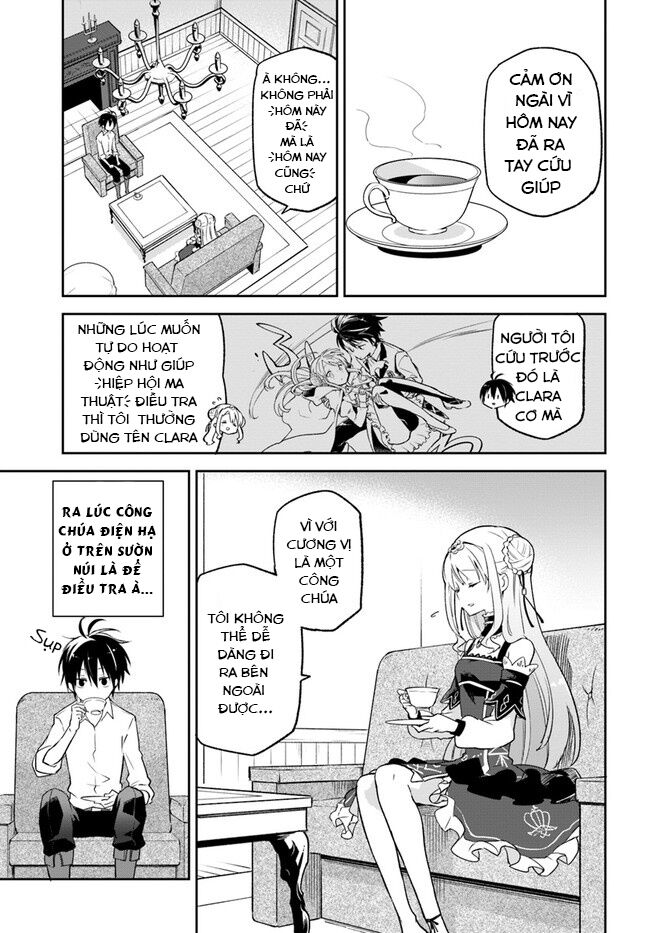 CẢM ƠN
NGÀI VÌ
HÔM NAY
ĐÃ RA
TAY CỨU
GIÚP
À KHÔNG...
KHÔNG PHẢI
HÔM NÀY
ĐÃ
MÀ LÀ
HÔM NAY
CŨNG
CHỨ
NGƯỜI TÔI
CỨU TRƯỚC
ĐÓ LÀ
CLARA
CƠ MÀ
NHỮNG LÚC MUỐN
TỰ DO HOẠT
ĐỘNG NHƯ GIÚP
HIỆP HỘI MA
THUẬT ĐIỀU TRA
THÌ TÔI THƯỜNG
DÙNG TÊN CLARA
VÌ VỚI
CƯƠNG VỊ
LÀ MỘT
CÔNG
CHÚA
TÔI KHÔNG
THỂ DỄ
DÀNG ĐI
RA BÊN
NGOÀI
ĐƯỢC...
RA LÚC CÔNG
CHÚA ĐIỆN HẠ
Ở TRÊN SƯỜN
NÚI LÀ ĐỂ
ĐIỀU TRA À...
SỤP